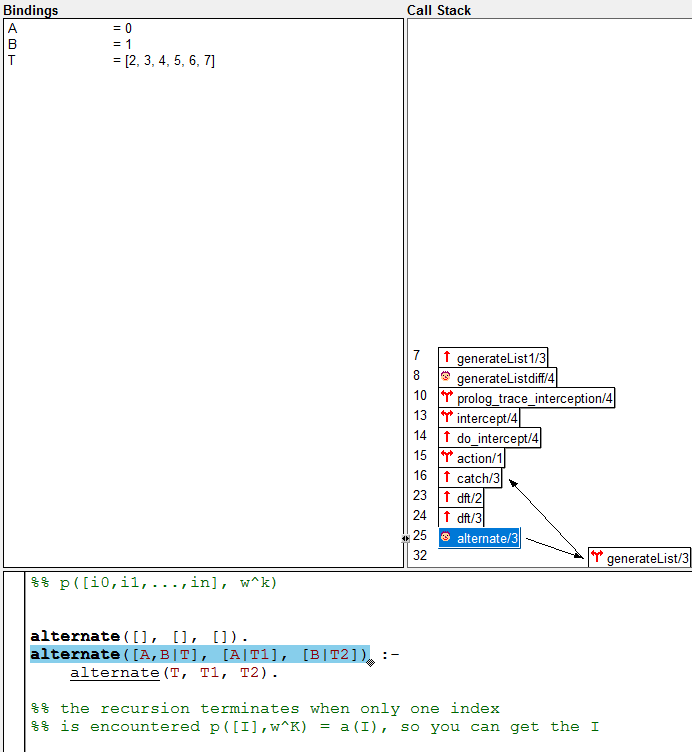 Bindings
A = 0
B = 1
T = [2, 3, 4, 5, 6, 7]
Call Stack
7 generateList1/3
8 generateListdiff/4
10 prolog_trace_interception/4
13 intercept/4
14 do_intercept/4
15 action/1
16 catch/3
23 dft/2
24 dft/3
25 alternate/3
32 generateList/3
%% p([i0,i1,...,in], w^k)
alternate([], [], []).
alternate([A,B|T], [A|T1], [B|T2]) :-
alternate(T, T1, T2).
%% the recursion terminates when only one index
%% is encountered p([I],w^K) = a(I), so you can get the I